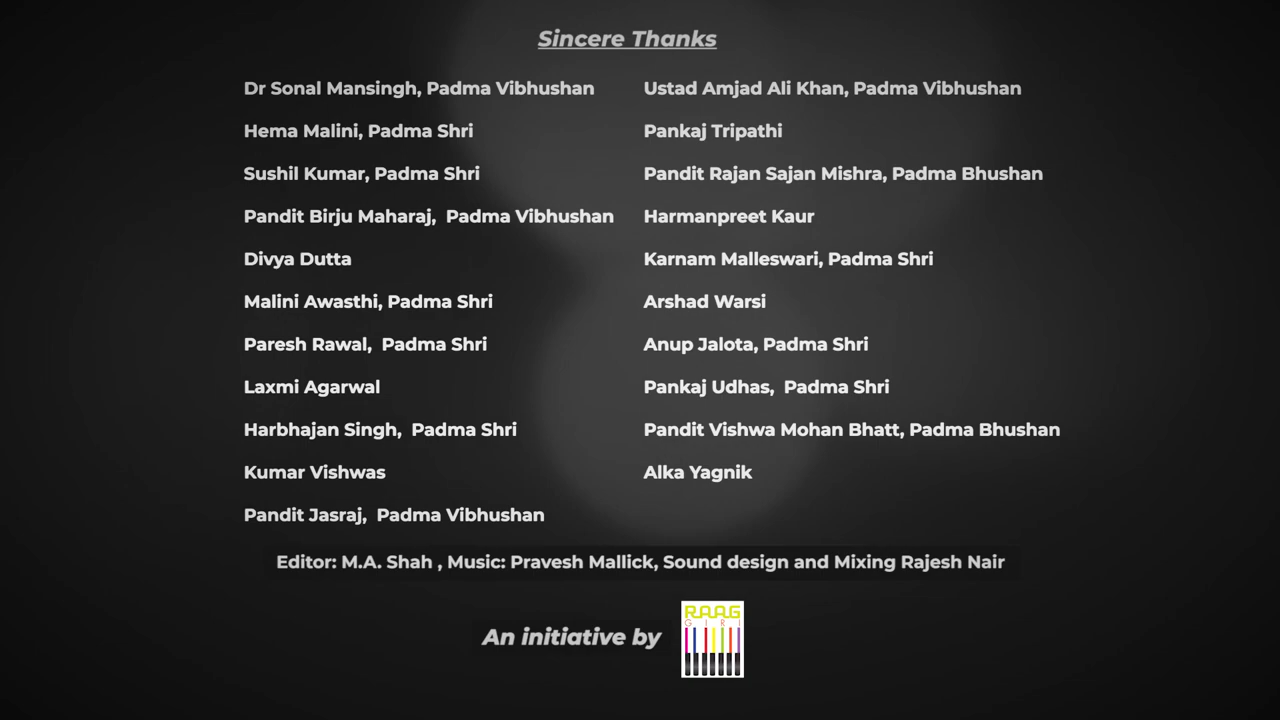 Sincere Thanks
Dr Sonal Mansingh, Padma Vibhushan
Hema Malini, Padma Shri
Sushil Kumar, Padma Shri
Pandit Birju Maharaj,  Padma Vibhushan
Divya Dutta
Malini Awasthi, Padma Shri
Paresh Rawal,  Padma Shri
Laxmi Agarwal
Harbhajan Singh,  Padma Shri
Kumar Vishwas
Pandit Jasraj,  Padma Vibhushan
Ustad Amjad Ali Khan, Padma Vibhushan
Pankaj Tripathi
Pandit Rajan Sajan Mishra, Padma Bhushan
Harmanpreet Kaur
Karnam Malleswari, Padma Shri
Arshad Warsi
Anup Jalota, Padma Shri
Pankaj Udhas,  Padma Shri
Pandit Vishwa Mohan Bhatt, Padma Bhushan
Alka Yagnik
Editor: M.A. Shah , Music: Pravesh Mallick, Sound design and Mixing Rajesh Nair
An initiative by
RAAG
GIRI